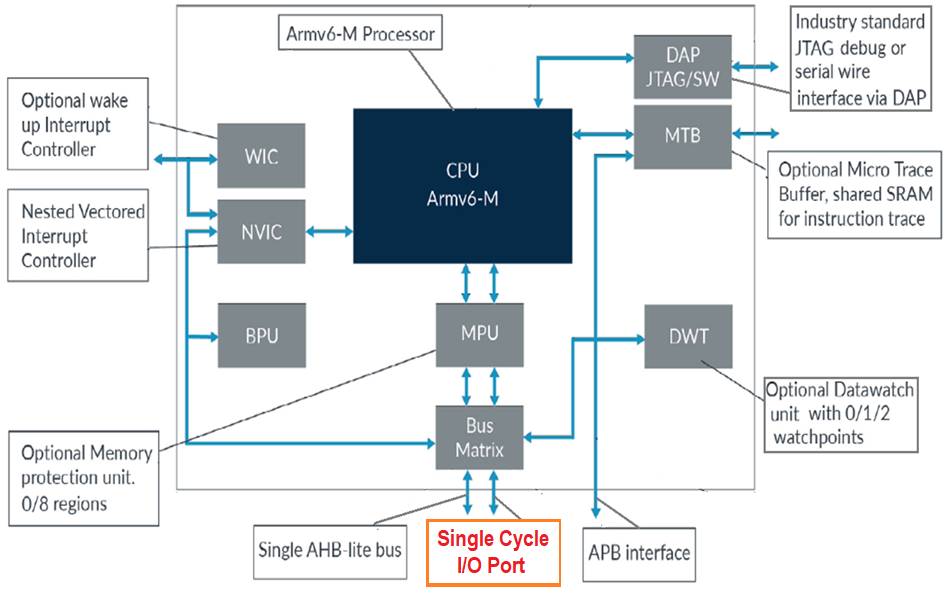 Armv6-M Processor
DAP
JTAG/SW
Industry standard
JTAG debug or
serial wire
interface via DAP
Optional wake
up Interrupt
Controller
WIC
CPU
Armv6-M
MTB
Optional Micro Trace
Buffer, shared SRAM
for instruction trace
Nested Vectored
Interrupt
Controller
NVIC
BPU
MPU
DWT
Optional Datawatch
unit with 0/1/2
watchpoints
Bus
Matrix
Optional Memory
protection unit.
0/8 regions
Single AHB-lite bus
Single Cycle
I/O Port
APB interface